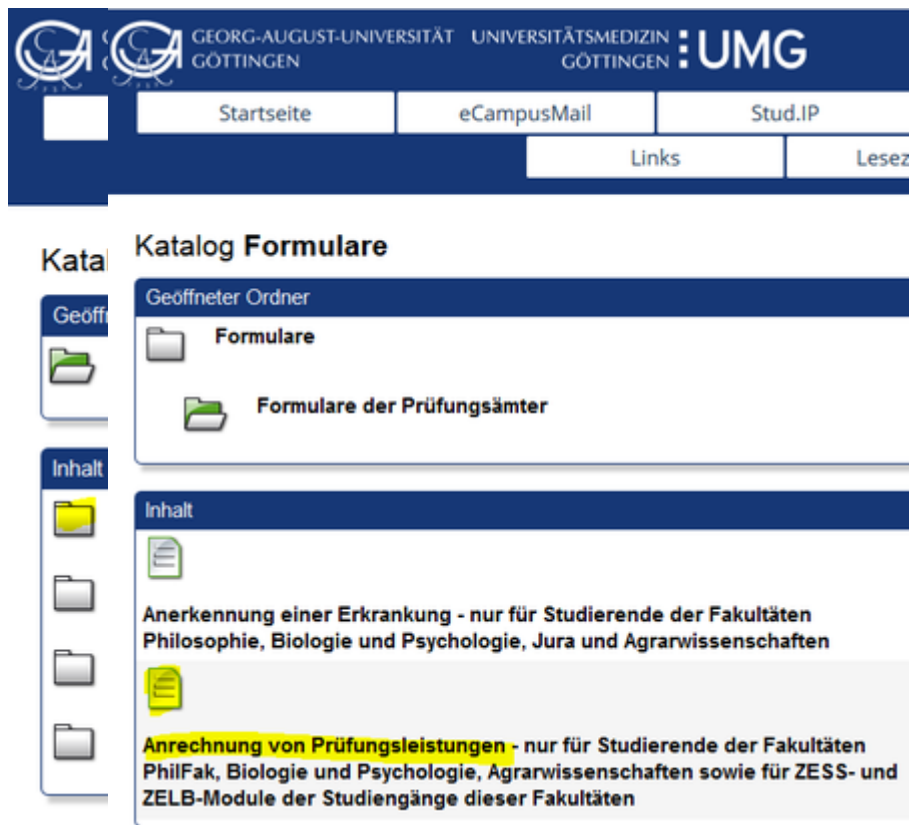 GEORG-AUGUST-UNIVERSITÄT GÖTTINGEN
UNIVERSITÄTSMEDIZIN GÖTTINGEN UMG
Startseite eCampusMail Stud.IP
Links
Katalog Formulare
Geöffneter Ordner
Formulare
Formulare der Prüfungsämter
Inhalt
Inhalt
Anerkennung einer Erkrankung - nur für Studierende der Fakultäten
Philosophie, Biologie und Psychologie, Jura und Agrarwissenschaften
Anrechnung von Prüfungsleistungen - nur für Studierende der Fakultäten
PhilFak, Biologie und Psychologie, Agrarwissenschaften sowie für ZESS- und
ZELB-Module der Studiengänge dieser Fakultäten